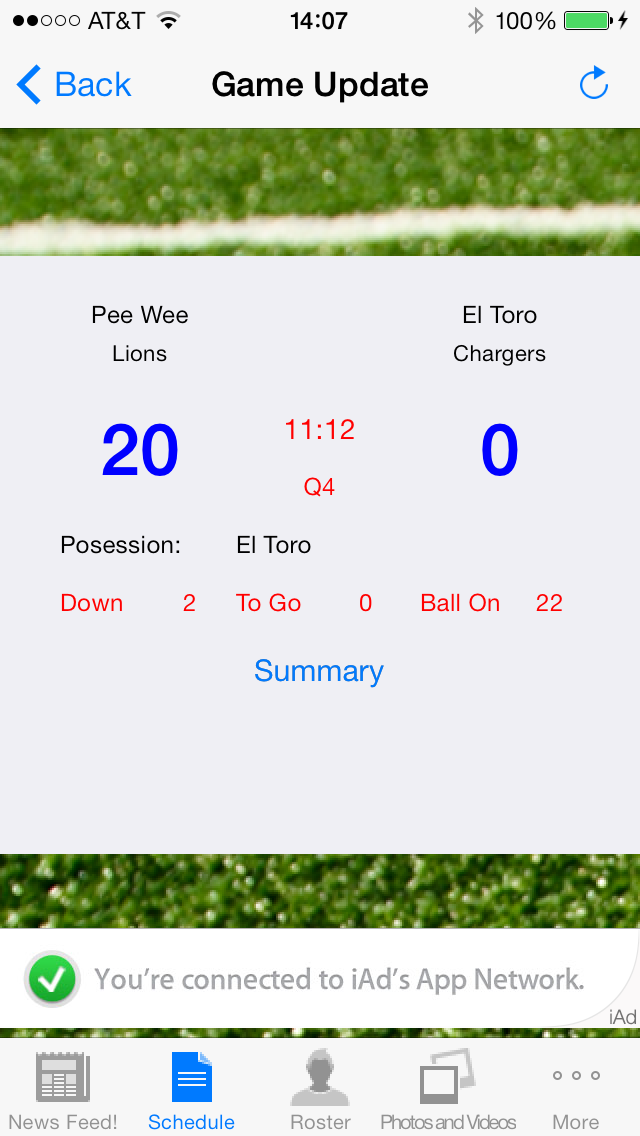 AT&T 14:07 100%
Back Game Update
Pee Wee El Toro
Lions Chargers
20 11:12 0
Q4
Posession: El Toro
Down 2 To Go 0 Ball On 22
Summary
You're connected to iAd's App Network.
iAd
News Feed! Schedule Roster Photos and Videos More